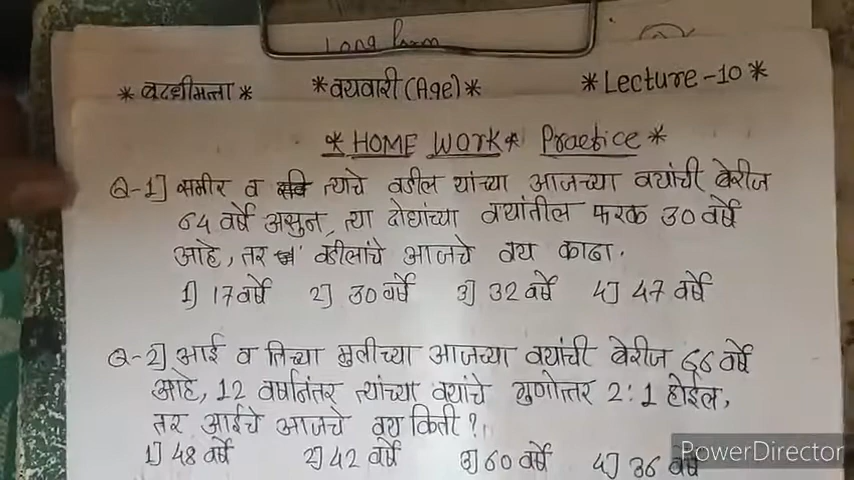 Long Form
* बुद्धीमत्ता * *वयवारी (Age)* *Lecture-10*
*HOME WORK* Practice*
Q-1] समीर व त्याचे वडील यांच्या आजच्या वयांची बेरीज
64 वर्षे असुन, त्या दोघांच्या वयांतील फरक 30 वर्षे
आहे, तर वडीलांचे आजचे वय काढा.
1) 17 वर्षे 2) 30 वर्षे 3) 32 वर्षे 4) 47 वर्षे
Q-2] आई व तिच्या मुलीच्या आजच्या वयांची बेरीज 66 वर्षे
आहे, 12 वर्षानंतर त्यांच्या वयांचे गुणोत्तर 2:1 होईल,
तर आईचे आजचे वय किती?
1) 48 वर्षे 2) 42 वर्षे 3) 60 वर्षे 4) 36 वर्षे
PowerDirector